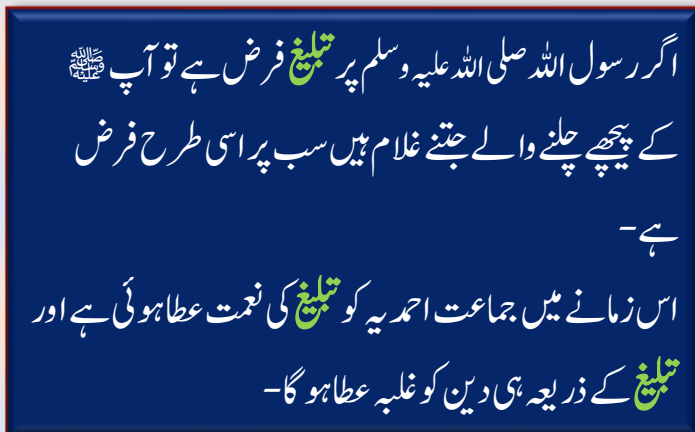 اگر رسول اللہ صلی اللہ علیہ وسلم پر تبلیغ فرض ہے تو آپ ﷺ
کے پیچھے چلنے والے جتنے غلام ہیں سب پر اسی طرح فرض
ہے۔
اس زمانے میں جماعت احمدیہ کو تبلیغ کی نعمت عطا ہوئی ہے اور
تبلیغ کے ذریعہ ہی دین کو غلبہ عطا ہو گا۔